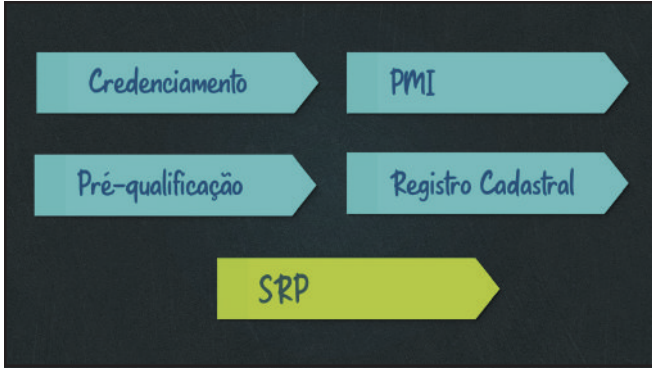 Credenciamento
PMI
Pré-qualificação
Registro Cadastral
SRP